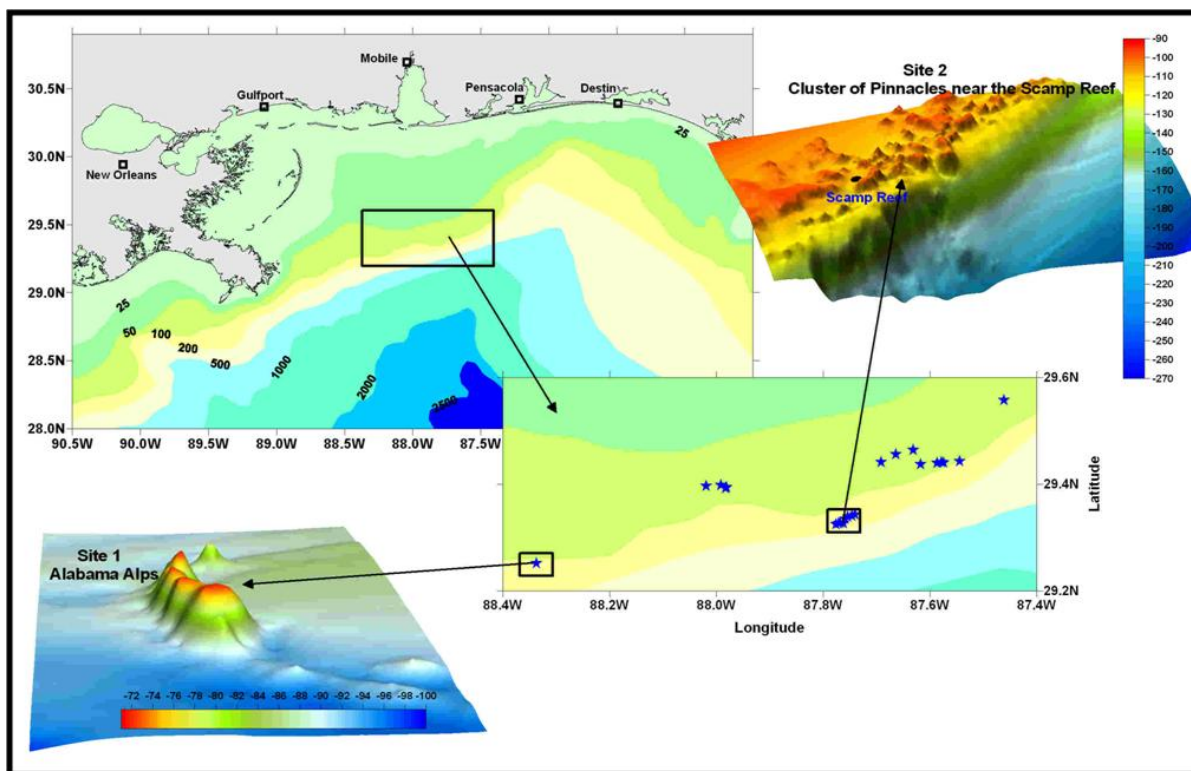 Mobile
Gulfport
Pensacola
Destin
New Orleans
30.5N
30.0N
29.5N
29.0N
28.5N
28.0N
25
25
50
100
200
500
1000
2000
2500
90.5W
90.0W
89.5W
89.0W
88.5W
88.0W
87.5W
Site 2
Cluster of Pinnacles near the Scamp Reef
Scamp Reef
-90
-100
-110
-120
-130
-140
-150
-160
-170
-180
-190
-200
-210
-220
-230
-240
-250
-260
-270
29.6N
29.4N
29.2N
Latitude
88.4W
88.2W
88.0W
87.8W
87.6W
87.4W
Longitude
Site 1
Alabama Alps
-72 -74 -76 -78 -80 -82 -84 -86 -88 -90 -92 -94 -96 -98 -100